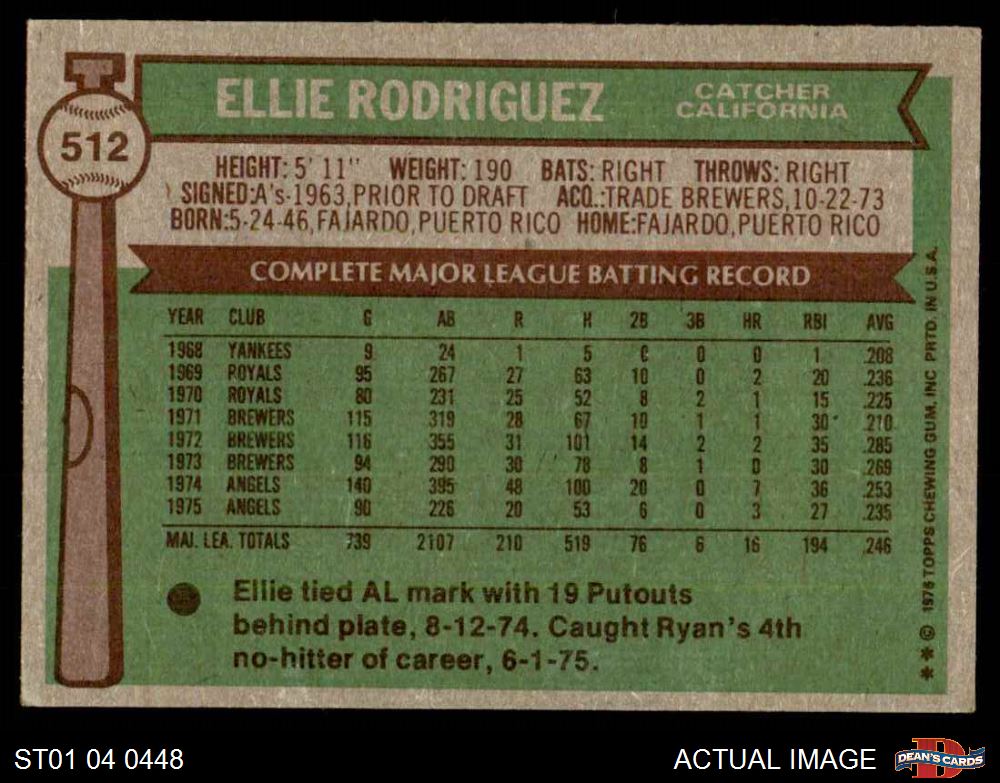 ELLIE RODRIGUEZ
CATCHER
CALIFORNIA
512
HEIGHT: 5' 11" WEIGHT: 190 BATS: RIGHT THROWS: RIGHT
SIGNED:A's-1963,PRIOR TO DRAFT ACQ.:TRADE BREWERS,10-22-73
BORN:5-24-46,FAJARDO,PUERTO RICO HOME:FAJARDO,PUERTO RICO
COMPLETE MAJOR LEAGUE BATTING RECORD
YEAR CLUB G AB R H 2B 3B HR RBI AVG
1968 YANKEES 9 24 1 5 0 0 0 1 .208
1969 ROYALS 95 267 27 63 10 0 2 20 .236
1970 ROYALS 80 231 25 52 8 2 1 15 .225
1971 BREWERS 115 319 28 67 10 1 1 30 .210
1972 BREWERS 116 355 31 101 14 2 2 35 .285
1973 BREWERS 94 290 30 78 8 1 0 30 .269
1974 ANGELS 140 395 48 100 20 0 7 36 .253
1975 ANGELS 90 226 20 53 6 0 3 27 .235
MAJ. LEA. TOTALS 739 2107 210 519 76 6 16 194 .246
Ellie tied AL mark with 19 Putouts
behind plate, 8-12-74. Caught Ryan's 4th
no-hitter of career, 6-1-75.
** © 1976 TOPPS CHEWING GUM, INC PRTD. IN U.S.A.
ST01 04 0448
ACTUAL IMAGE
D
DEAN'S CARDS